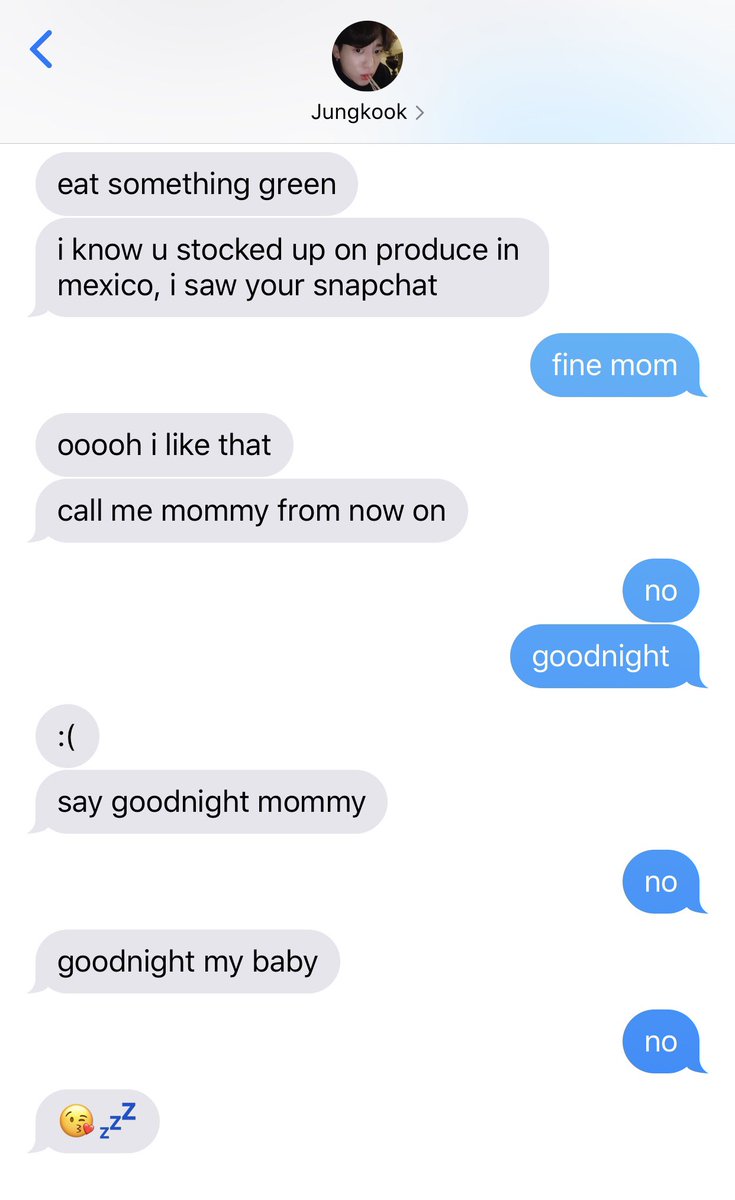 Jungkook
eat something green
i know u stocked up on produce in
mexico, i saw your snapchat
fine mom
ooooh i like that
call me mommy from now on
no
goodnight
:(
say goodnight mommy
no
goodnight my baby
no
😘💤